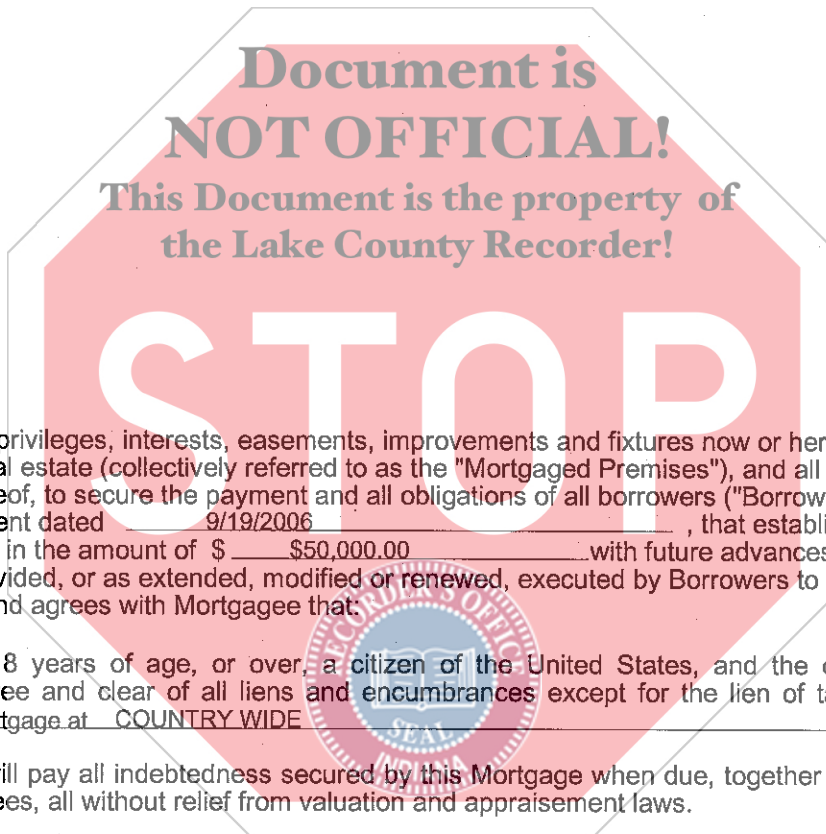 Document is
NOT OFFICIAL!
This Document is the property of
the Lake County Recorder!
STOP
privileges, interests, easements, improvements and fixtures now or her
al estate (collectively referred to as the "Mortgaged Premises"), and all
eof, to secure the payment and all obligations of all borrowers ("Borrow
ent dated 9/19/2006 , that establi
in the amount of $ $50,000.00 with future advances
vided, or as extended, modified or renewed, executed by Borrowers to
nd agrees with Mortgagee that:
RECORDER'S OFFIC
8 years of age, or over, a citizen of the United States, and the o
ee and clear of all liens and encumbrances except for the lien of ta
rtgage at COUNTRY WIDE
SEAL
INDIANA
ill pay all indebtedness secured by this Mortgage when due, together
ees, all without relief from valuation and appraisement laws.